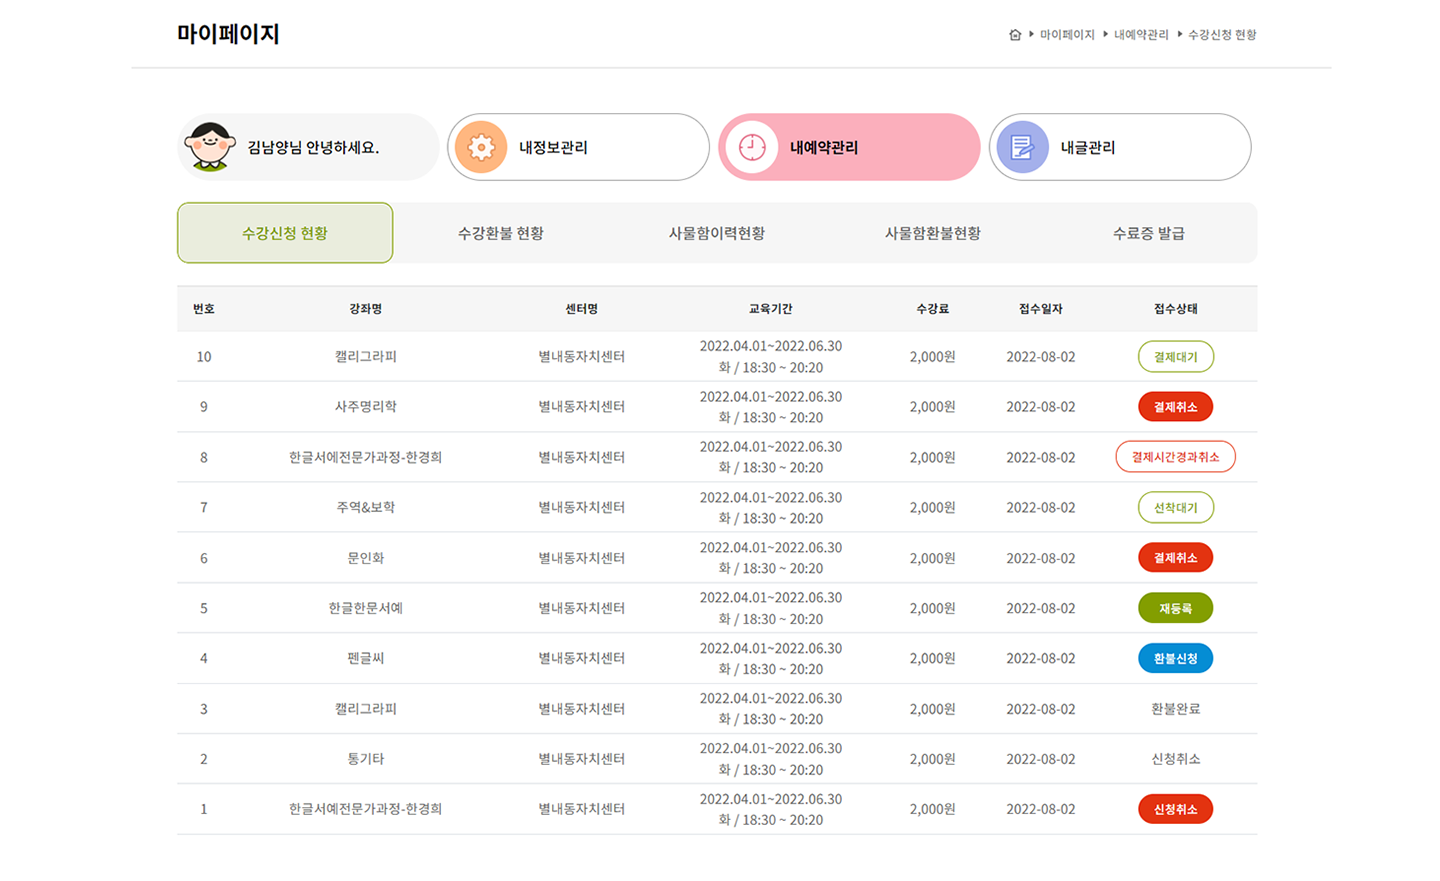 마이페이지
마이페이지 내예약관리 수강신청 현황
김남양님 안녕하세요.
내정보관리
내예약관리
내글관리
수강신청 현황 수강환불 현황 사물함이력현황 사물함환불현황 수료증 발급
번호 강좌명 센터명 교육기간 수강료 접수일자 접수상태
10 캘리그라피 별내동자치센터 2022.04.01~2022.06.30 2,000원 2022-08-02 결제대기
화 / 18:30 ~ 20:20
9 사주명리학 별내동자치센터 2022.04.01~2022.06.30 2,000원 2022-08-02 결제취소
화 / 18:30 ~ 20:20
8 한글서예전문가과정-한경희 별내동자치센터 2022.04.01~2022.06.30 2,000원 2022-08-02 결제시간경과취소
화 / 18:30 ~ 20:20
7 주역&보학 별내동자치센터 2022.04.01~2022.06.30 2,000원 2022-08-02 선착대기
화 / 18:30 ~ 20:20
6 문인화 별내동자치센터 2022.04.01~2022.06.30 2,000원 2022-08-02 결제취소
화 / 18:30 ~ 20:20
5 한글한문서예 별내동자치센터 2022.04.01~2022.06.30 2,000원 2022-08-02 재등록
화 / 18:30 ~ 20:20
4 펜글씨 별내동자치센터 2022.04.01~2022.06.30 2,000원 2022-08-02 환불신청
화 / 18:30 ~ 20:20
3 캘리그라피 별내동자치센터 2022.04.01~2022.06.30 2,000원 2022-08-02 환불완료
화 / 18:30 ~ 20:20
2 통기타 별내동자치센터 2022.04.01~2022.06.30 2,000원 2022-08-02 신청취소
화 / 18:30 ~ 20:20
1 한글서예전문가과정-한경희 별내동자치센터 2022.04.01~2022.06.30 2,000원 2022-08-02 신청취소
화 / 18:30 ~ 20:20